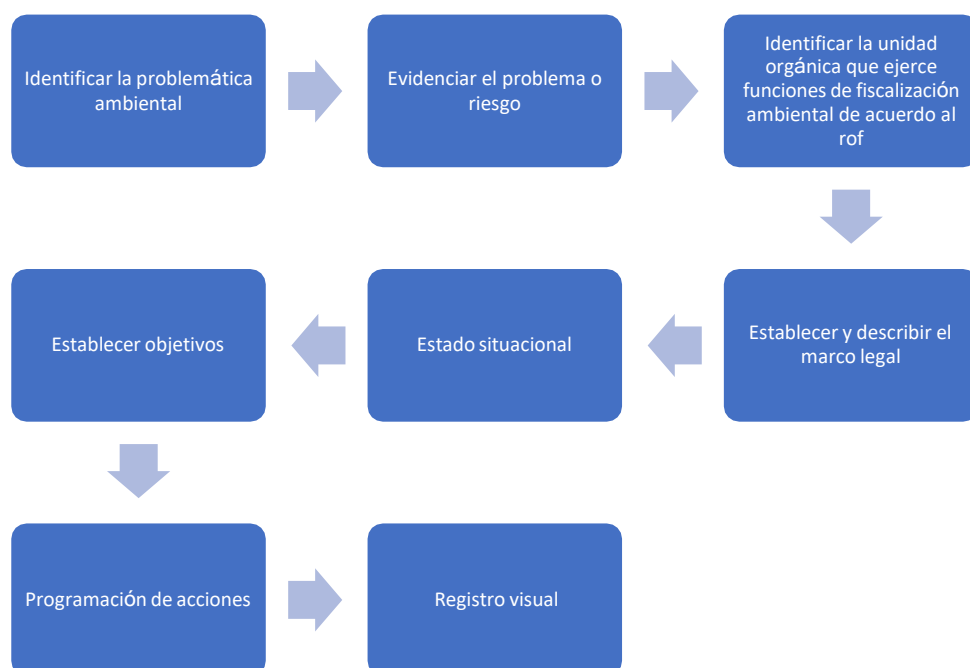 Identificar la problemática
ambiental
Evidenciar el problema o
riesgo
Identificar la unidad
orgánica que ejerce
funciones de fiscalización
ambiental de acuerdo al
rof
Establecer y describir el
marco legal
Estado situacional
Establecer objetivos
Programación de acciones
Registro visual